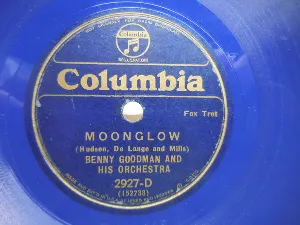 Columbia
Fox Trot
MOONGLOW
(Hudson, De Lange and Mills)
BENNY GOODMAN AND
HIS ORCHESTRA
2927-D
(152738)